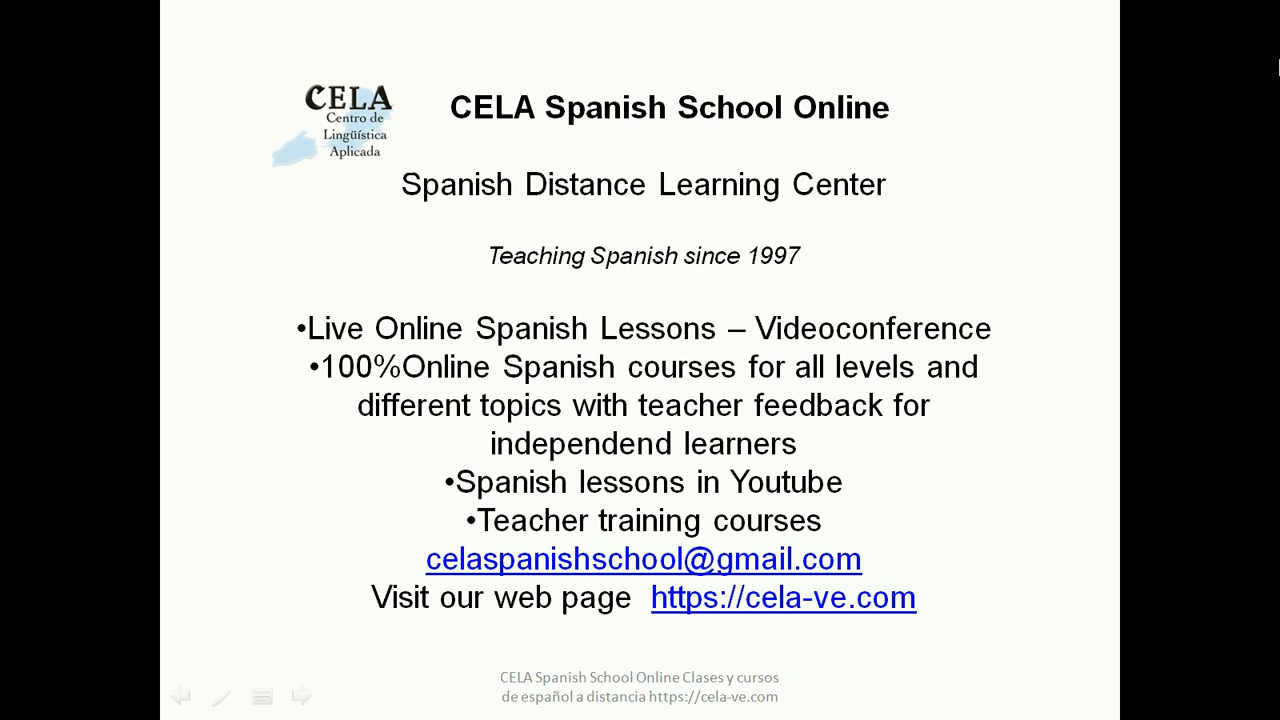 CELA
Centro de
Lingüística
Aplicada
CELA Spanish School Online
Spanish Distance Learning Center
Teaching Spanish since 1997
•Live Online Spanish Lessons – Videoconference
•100%Online Spanish courses for all levels and
different topics with teacher feedback for
independend learners
•Spanish lessons in Youtube
•Teacher training courses
celaspanishschool@gmail.com
Visit our web page https://cela-ve.com
CELA Spanish School Online Clases y cursos
de español a distancia https://cela-ve.com